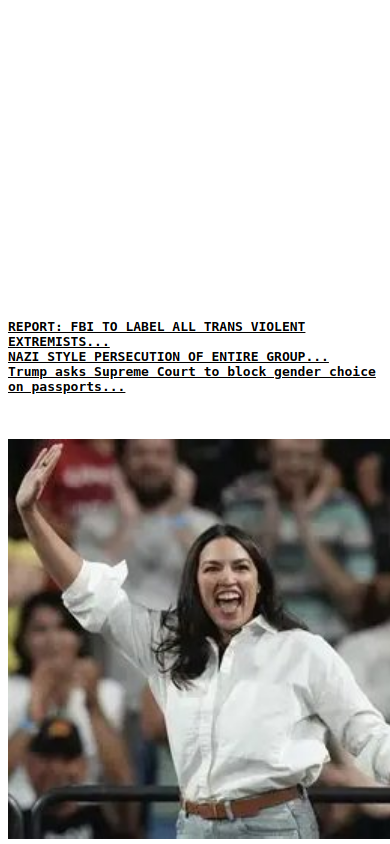 REPORT: FBI TO LABEL ALL TRANS VIOLENT
EXTREMISTS...
NAZI STYLE PERSECUTION OF ENTIRE GROUP...
Trump asks Supreme Court to block gender choice
on passports...